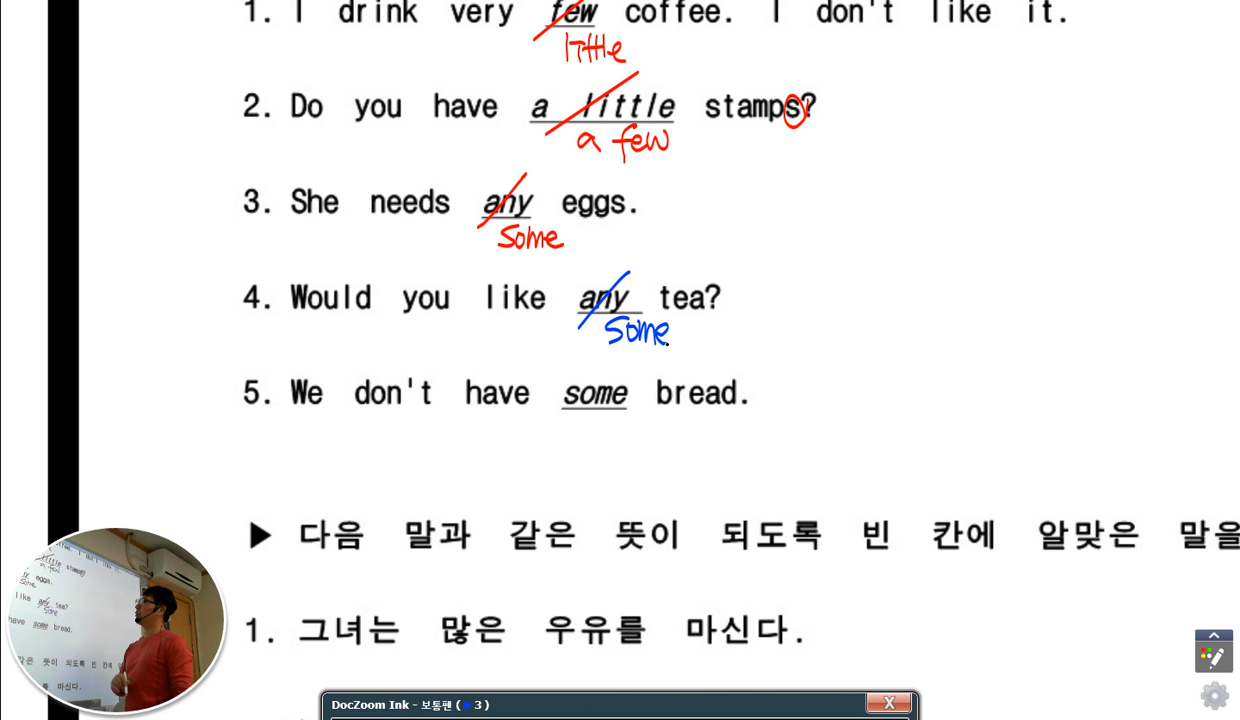 1. I drink very few coffee. I don't like it.
little
2. Do you have a little stamps?
a few
3. She needs any eggs.
Some
4. Would you like any tea?
Some
5. We don't have some bread.
▶ 다음 말과 같은 뜻이 되도록 빈 칸에 알맞은 말을
1. 그녀는 많은 우유를 마신다.
DocZoom Ink - 보통펜 ( 3 )